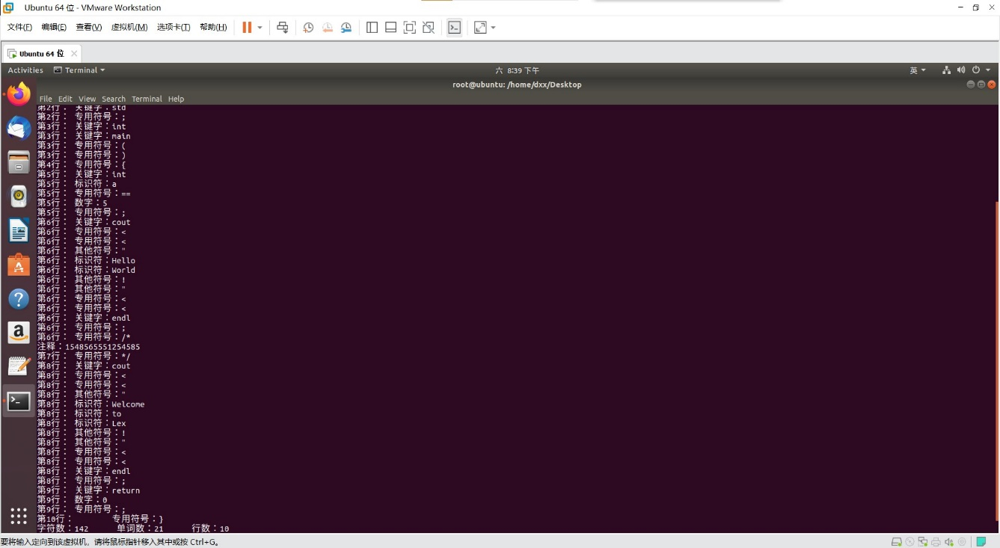 Ubuntu 64 位 - VMware Workstation
文件(F) 编辑(E) 查看(V) 虚拟机(M) 选项卡(T) 帮助(H)
Ubuntu 64 位
Activities Terminal 六 8:39 下午 英
root@ubuntu: /home/dxx/Desktop
File Edit View Search Terminal Help
第2行： 关键字：std
第2行： 专用符号：;
第3行： 关键字：int
第3行： 关键字：main
第3行： 专用符号：(
第3行： 专用符号：)
第4行： 专用符号：{
第5行： 关键字：int
第5行： 标识符：a
第5行： 专用符号：==
第5行： 数字：5
第5行： 专用符号：;
第6行： 关键字：cout
第6行： 专用符号：<
第6行： 专用符号：<
第6行： 其他符号："
第6行： 标识符：Hello
第6行： 标识符：World
第6行： 其他符号：!
第6行： 其他符号："
第6行： 专用符号：<
第6行： 专用符号：<
第6行： 关键字：endl
第6行： 专用符号：;
第6行： 专用符号：/*
注释：1548565551254585
第7行： 专用符号：*/
第8行： 关键字：cout
第8行： 专用符号：<
第8行： 专用符号：<
第8行： 其他符号："
第8行： 标识符：Welcome
第8行： 标识符：to
第8行： 标识符：Lex
第8行： 其他符号：!
第8行： 其他符号："
第8行： 专用符号：<
第8行： 专用符号：<
第8行： 关键字：endl
第8行： 专用符号：;
第9行： 关键字：return
第9行： 数字：0
第9行： 专用符号：;
第10行： 专用符号：}
字符数：142 单词数：21 行数：10
要将输入定向到该虚拟机，请将鼠标指针移入其中或按 Ctrl+G。